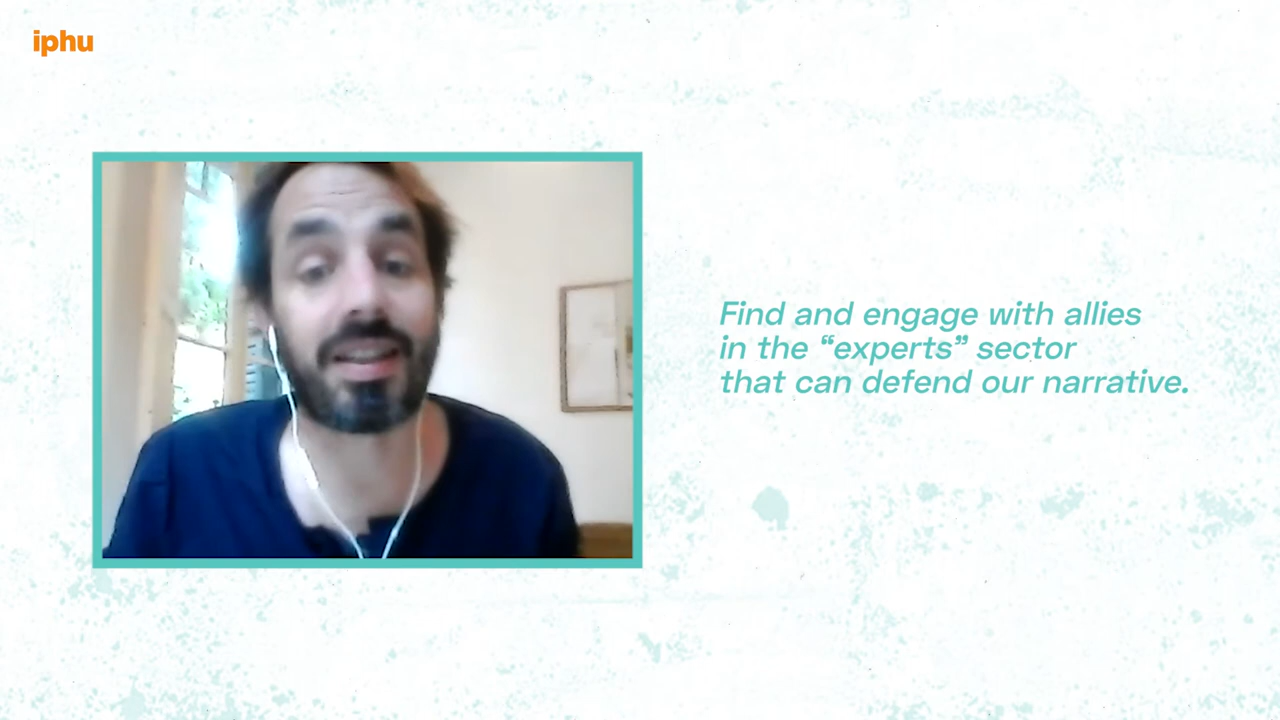 iphu
Find and engage with allies
in the “experts” sector
that can defend our narrative.